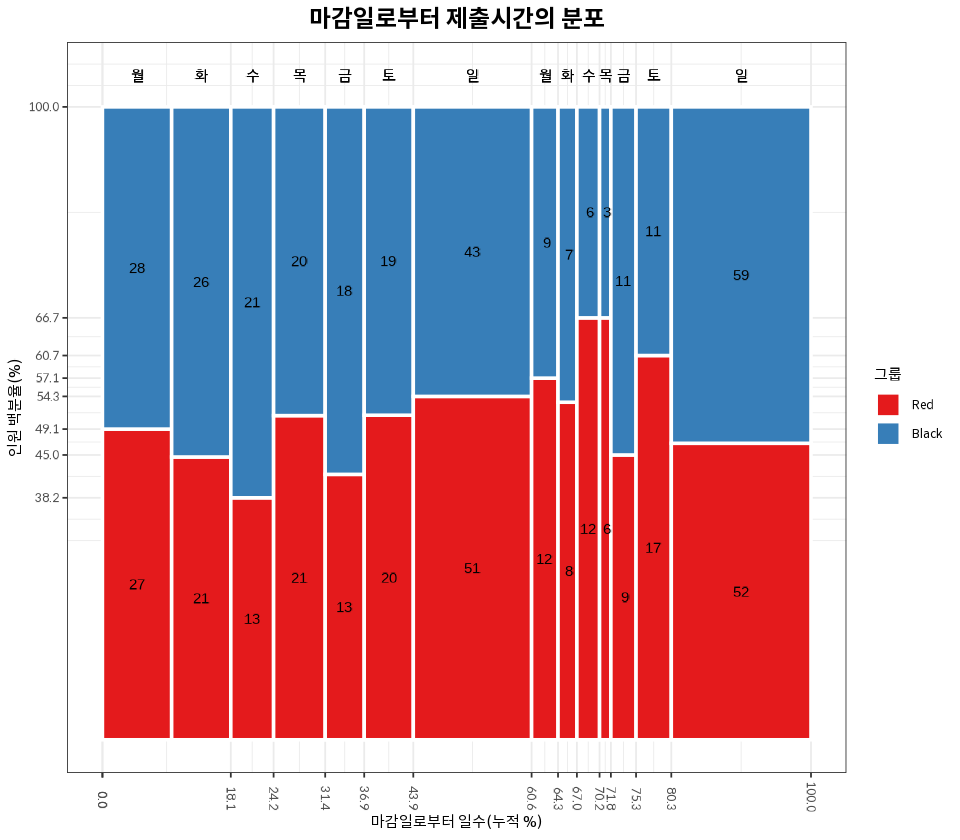 마감일로부터 제출시간의 분포
월 화 수 목 금 토 일 월 화 수 목 금 토 일
100.0
66.7
60.7
57.1
54.3
49.1
45.0
38.2
인원 백분율(%)
28 26 21 20 18 19 43 9 7 6 3 11 11 59
27 21 13 21 13 20 51 12 8 12 6 9 17 52
0.0 18.1 24.2 31.4 36.9 43.9 60.6 64.3 67.0 70.2 71.8 75.3 80.3 100.0
마감일로부터 일수(누적 %)
그룹
Red
Black